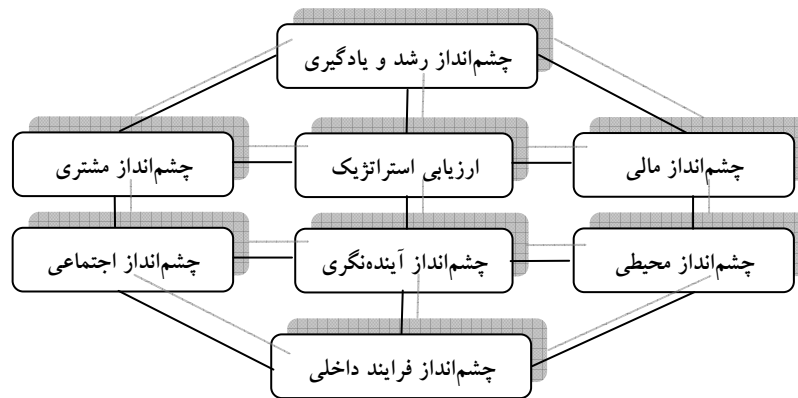 چشم‌انداز رشد و یادگیری
چشم‌انداز مالی
ارزیابی استراتژیک
چشم‌انداز مشتری
چشم‌انداز محیطی
چشم‌انداز آینده‌نگری
چشم‌انداز اجتماعی
چشم‌انداز فرایند داخلی